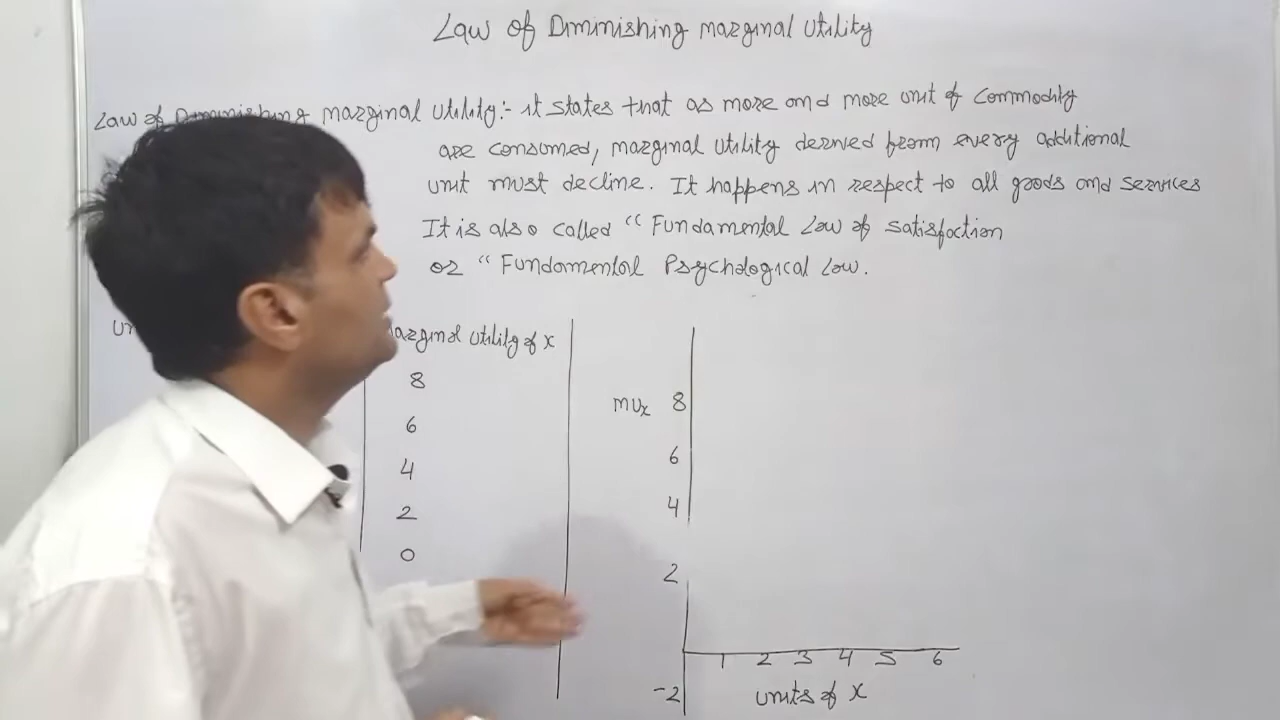 Law of Diminishing Marginal Utility
Law of Diminishing Marginal Utility:- it states that as more and more unit of commodity
are consumed, marginal utility derived from every additional
unit must decline. It happens in respect to all goods and services
It is also called “ Fundamental Law of satisfaction
or “ Fundamental Psychological Law.
Marginal utility of x
8
6
4
2
0
MUx 8
6
4
2
-2
1 2 3 4 5 6
units of x